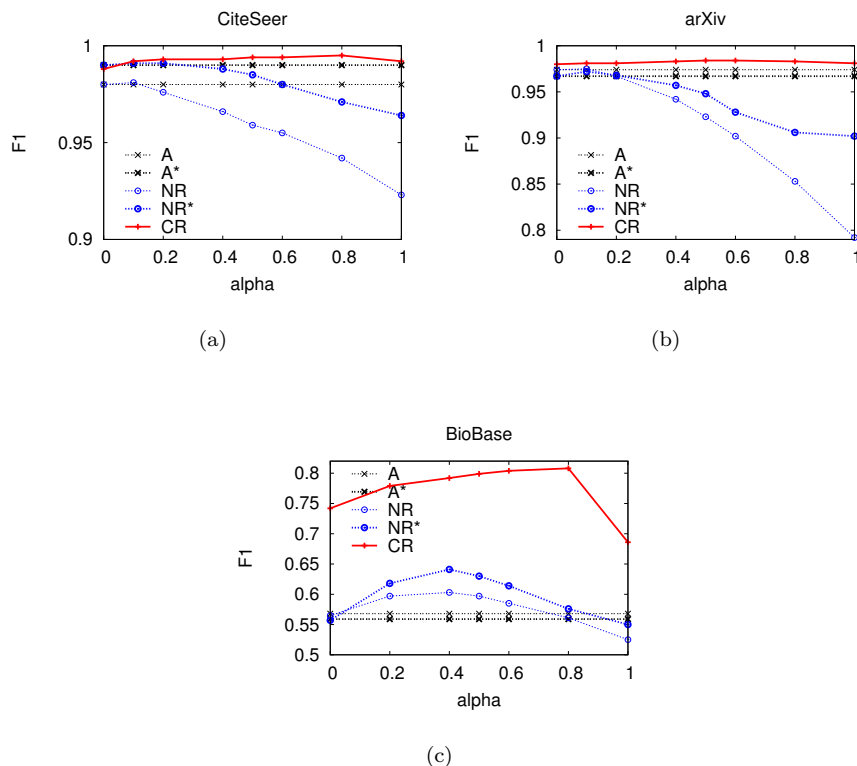 CiteSeer
1
0.95
0.9
F1
A
A*
NR
NR*
CR
0 0.2 0.4 0.6 0.8 1
alpha
(a)
arXiv
1
0.95
0.9
0.85
0.8
F1
A
A*
NR
NR*
CR
0 0.2 0.4 0.6 0.8 1
alpha
(b)
BioBase
0.8
0.75
0.7
0.65
0.6
0.55
0.5
F1
A
A*
NR
NR*
CR
0 0.2 0.4 0.6 0.8 1
alpha
(c)